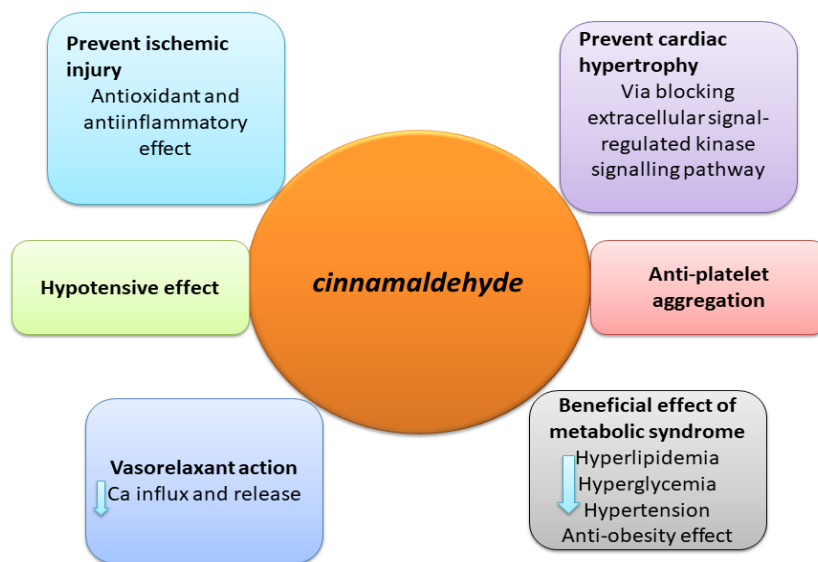 Prevent ischemic
injury
Antioxidant and
antiinflammatory
effect
Prevent cardiac
hypertrophy
Via blocking
extracellular signal-
regulated kinase
signalling pathway
Hypotensive effect
cinnamaldehyde
Anti-platelet
aggregation
Vasorelaxant action
Ca influx and release
Beneficial effect of
metabolic syndrome
Hyperlipidemia
Hyperglycemia
Hypertension
Anti-obesity effect